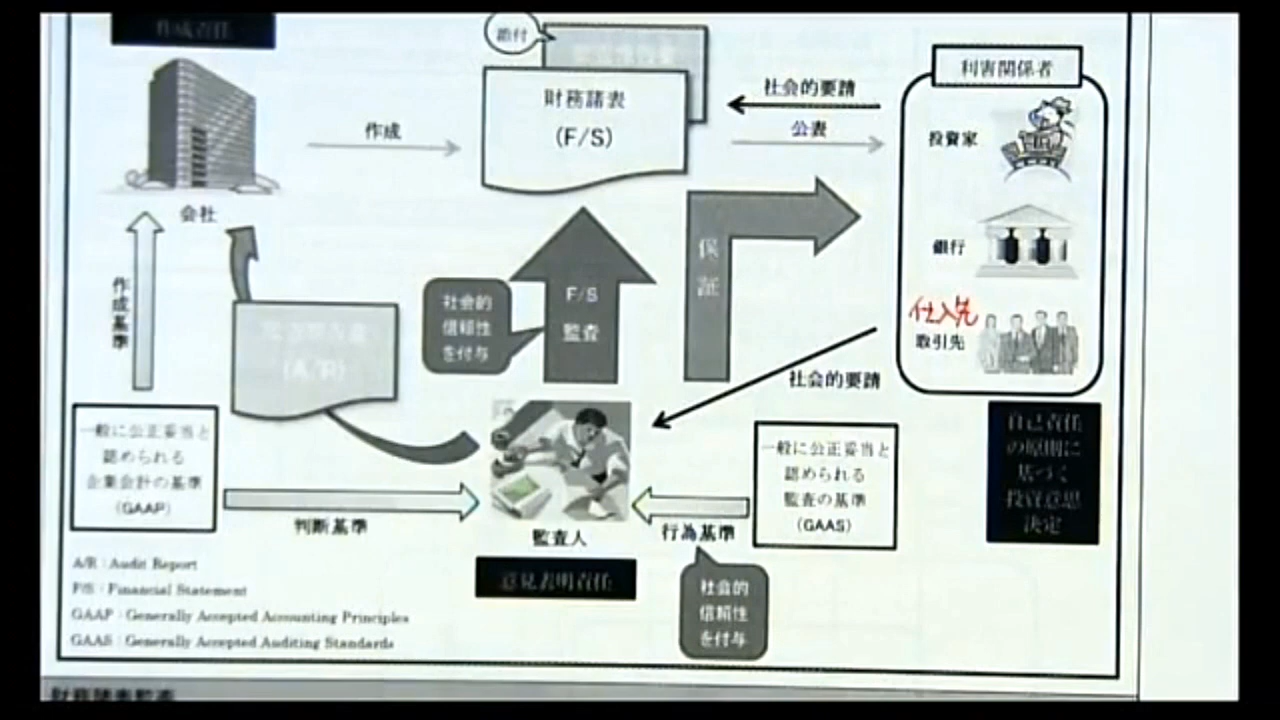 作成責任
添付
財務諸表
(F/S)
作成
社会的要請
公表
利害関係者
投資家
銀行
仕入先
取引先
会社
作成基準
社会的
信頼性
を付与
F/S
監査
保証
社会的要請
(A/R)
一般に公正妥当と
認められる
企業会計の基準
(GAAP)
判断基準
監査人
意見表明責任
行為基準
一般に公正妥当と
認められる
監査の基準
(GAAS)
社会的
信頼性
を付与
自己責任
の原則に
基づく
投資意思
決定
A/R：Audit Report
F/S：Financial Statement
GAAP：Generally Accepted Accounting Principles
GAAS：Generally Accepted Auditing Standards
財務諸表監査